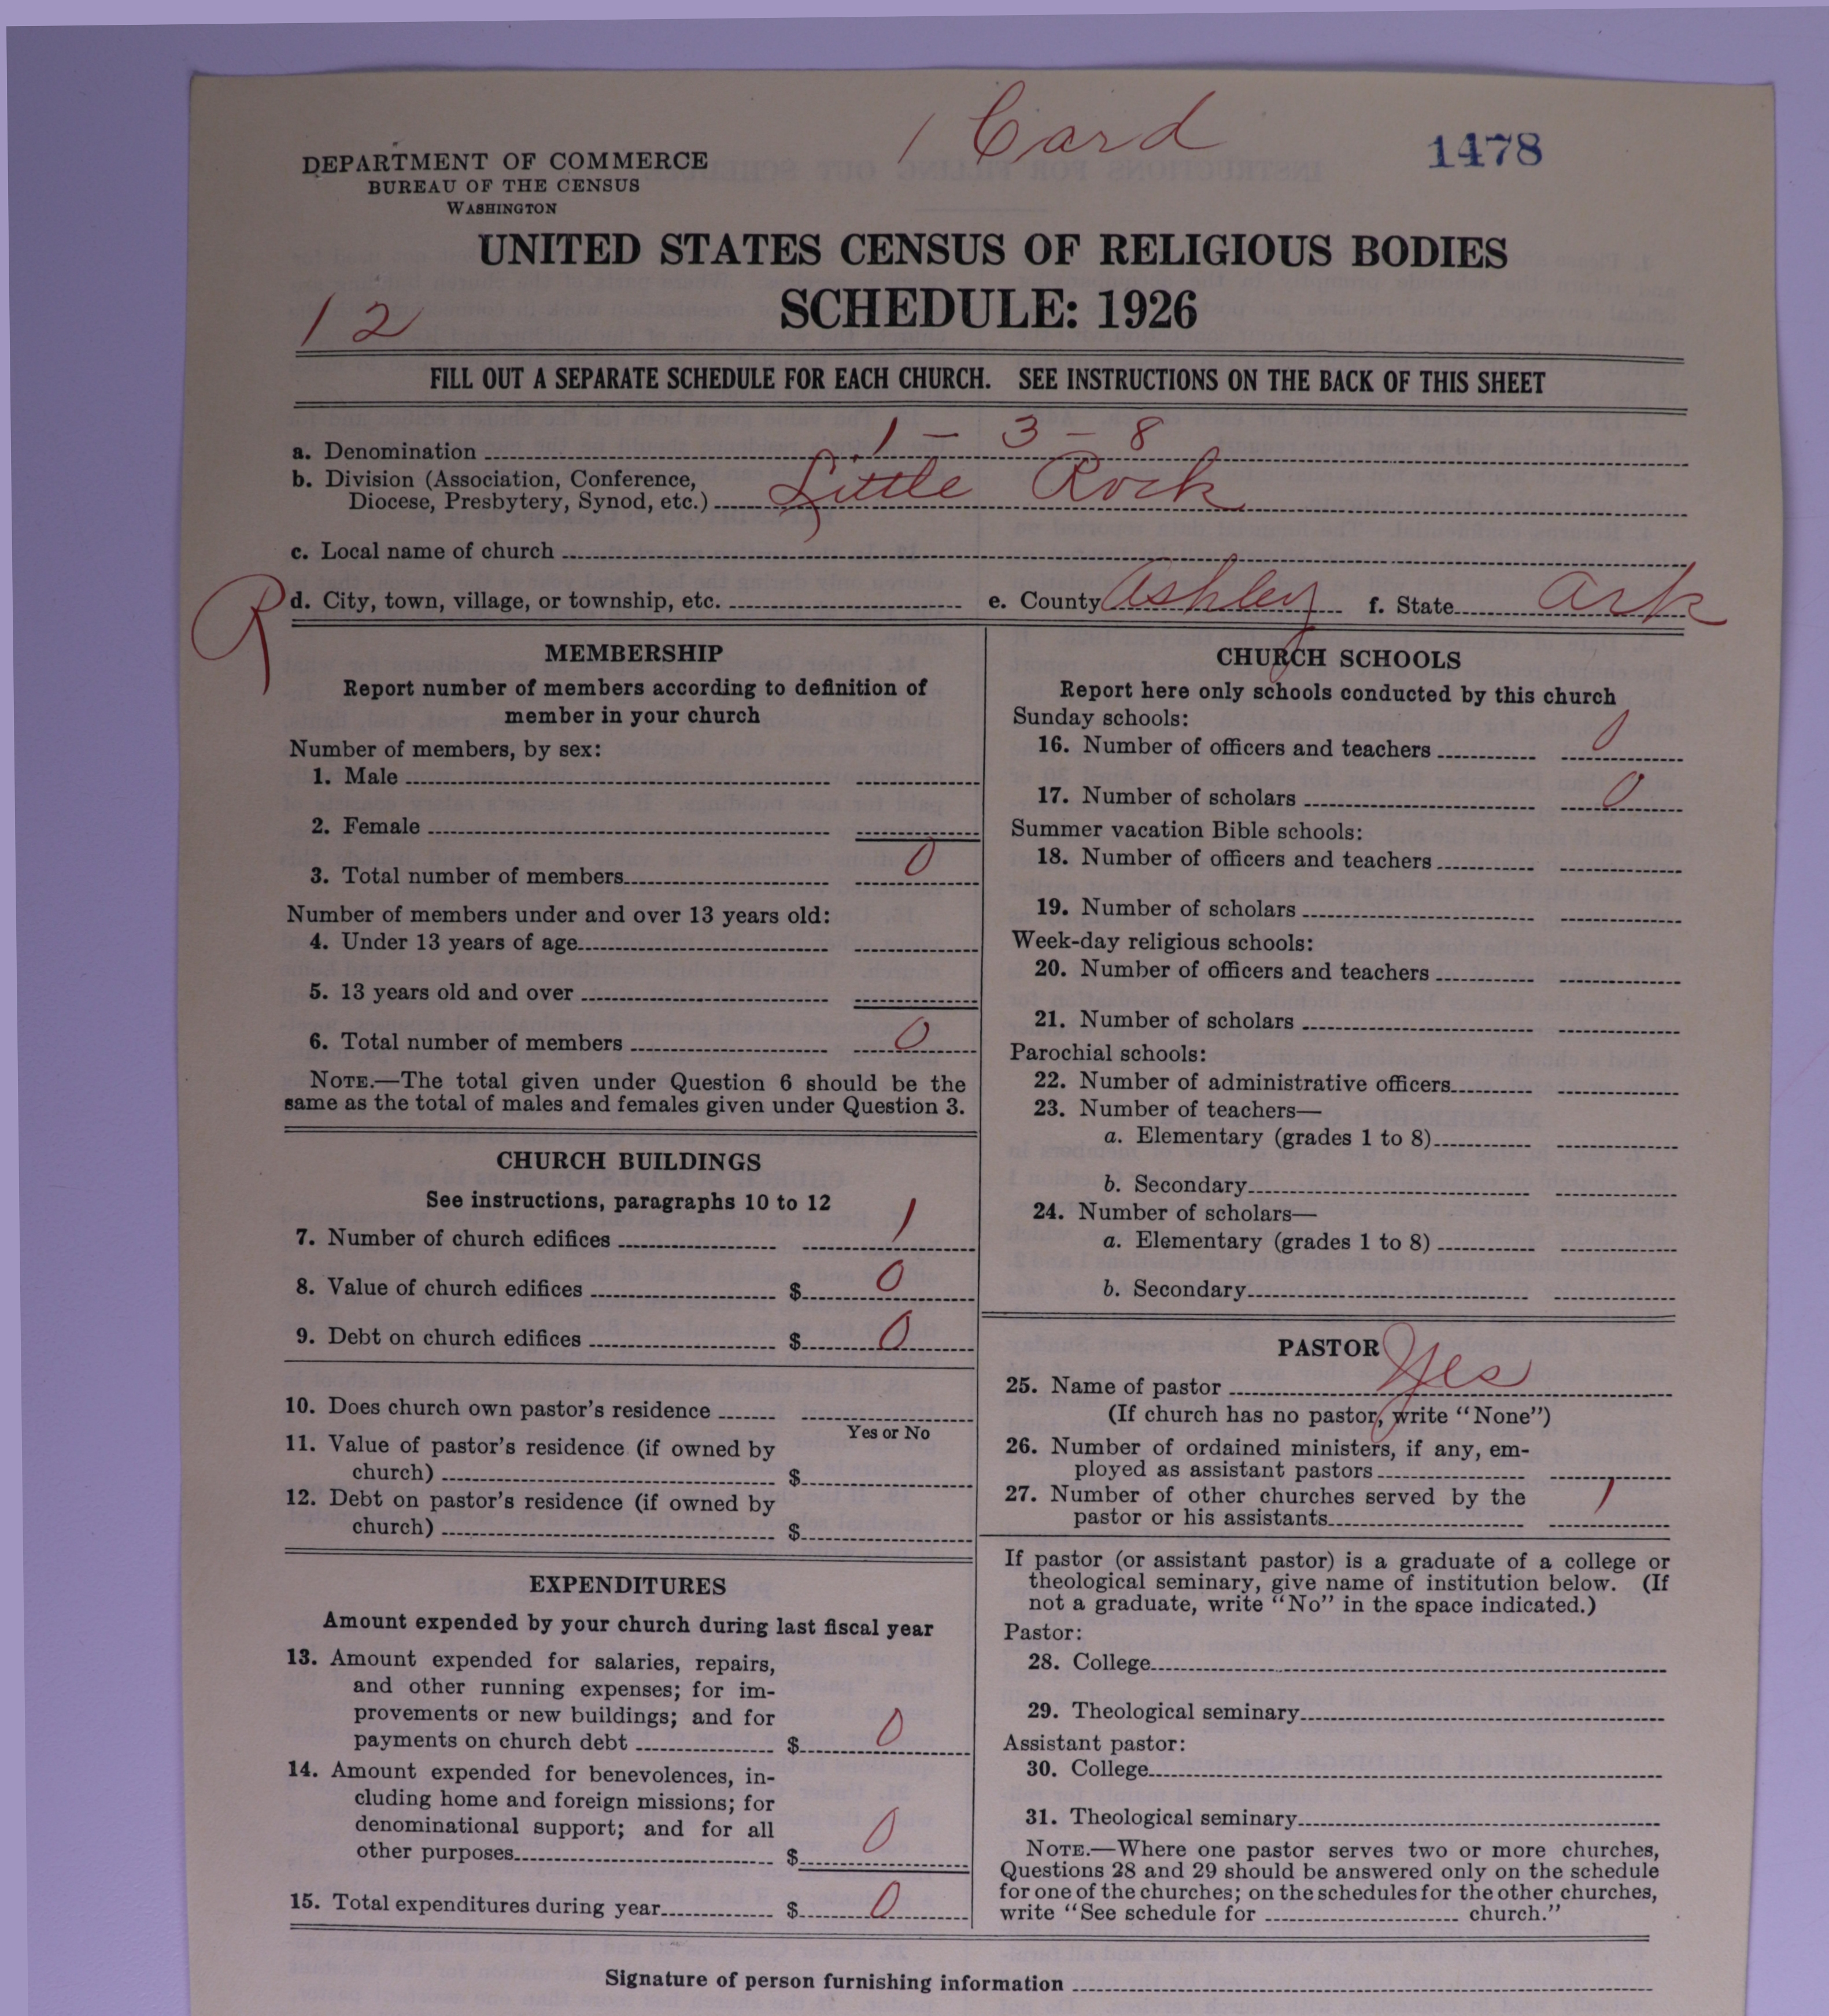 1 Card
1478
DEPARTMENT OF COMMERCE
BUREAU OF THE CENSUS
WASHINGTON
UNITED STATES CENSUS OF RELIGIOUS BODIES
SCHEDULE: 1926
12
FILL OUT A SEPARATE SCHEDULE FOR EACH CHURCH. SEE INSTRUCTIONS ON THE BACK OF THIS SHEET
a. Denomination 1 - 3 - 8
b. Division (Association, Conference,
Diocese, Presbytery, Synod, etc.) Little Rock
c. Local name of church
R
d. City, town, village, or township, etc. e. County Ashley f. State Ark
MEMBERSHIP
Report number of members according to definition of
member in your church
Number of members, by sex:
1. Male
2. Female
3. Total number of members 0
Number of members under and over 13 years old:
4. Under 13 years of age
5. 13 years old and over
6. Total number of members 0
NOTE.—The total given under Question 6 should be the
same as the total of males and females given under Question 3.
CHURCH BUILDINGS
See instructions, paragraphs 10 to 12
7. Number of church edifices 1
8. Value of church edifices $ 0
9. Debt on church edifices $ 0
10. Does church own pastor's residence
Yes or No
11. Value of pastor's residence (if owned by
church) $
12. Debt on pastor's residence (if owned by
church) $
EXPENDITURES
Amount expended by your church during last fiscal year
13. Amount expended for salaries, repairs,
and other running expenses; for im-
provements or new buildings; and for
payments on church debt $ 0
14. Amount expended for benevolences, in-
cluding home and foreign missions; for
denominational support; and for all
other purposes $ 0
15. Total expenditures during year $ 0
CHURCH SCHOOLS
Report here only schools conducted by this church
Sunday schools:
16. Number of officers and teachers 0
17. Number of scholars 0
Summer vacation Bible schools:
18. Number of officers and teachers
19. Number of scholars
Week-day religious schools:
20. Number of officers and teachers
21. Number of scholars
Parochial schools:
22. Number of administrative officers
23. Number of teachers—
a. Elementary (grades 1 to 8)
b. Secondary
24. Number of scholars—
a. Elementary (grades 1 to 8)
b. Secondary
PASTOR
25. Name of pastor Yes
(If church has no pastor, write "None")
26. Number of ordained ministers, if any, em-
ployed as assistant pastors
27. Number of other churches served by the
pastor or his assistants 1
If pastor (or assistant pastor) is a graduate of a college or
theological seminary, give name of institution below. (If
not a graduate, write "No" in the space indicated.)
Pastor:
28. College
29. Theological seminary
Assistant pastor:
30. College
31. Theological seminary
NOTE.—Where one pastor serves two or more churches,
Questions 28 and 29 should be answered only on the schedule
for one of the churches; on the schedules for the other churches,
write "See schedule for church."
Signature of person furnishing information